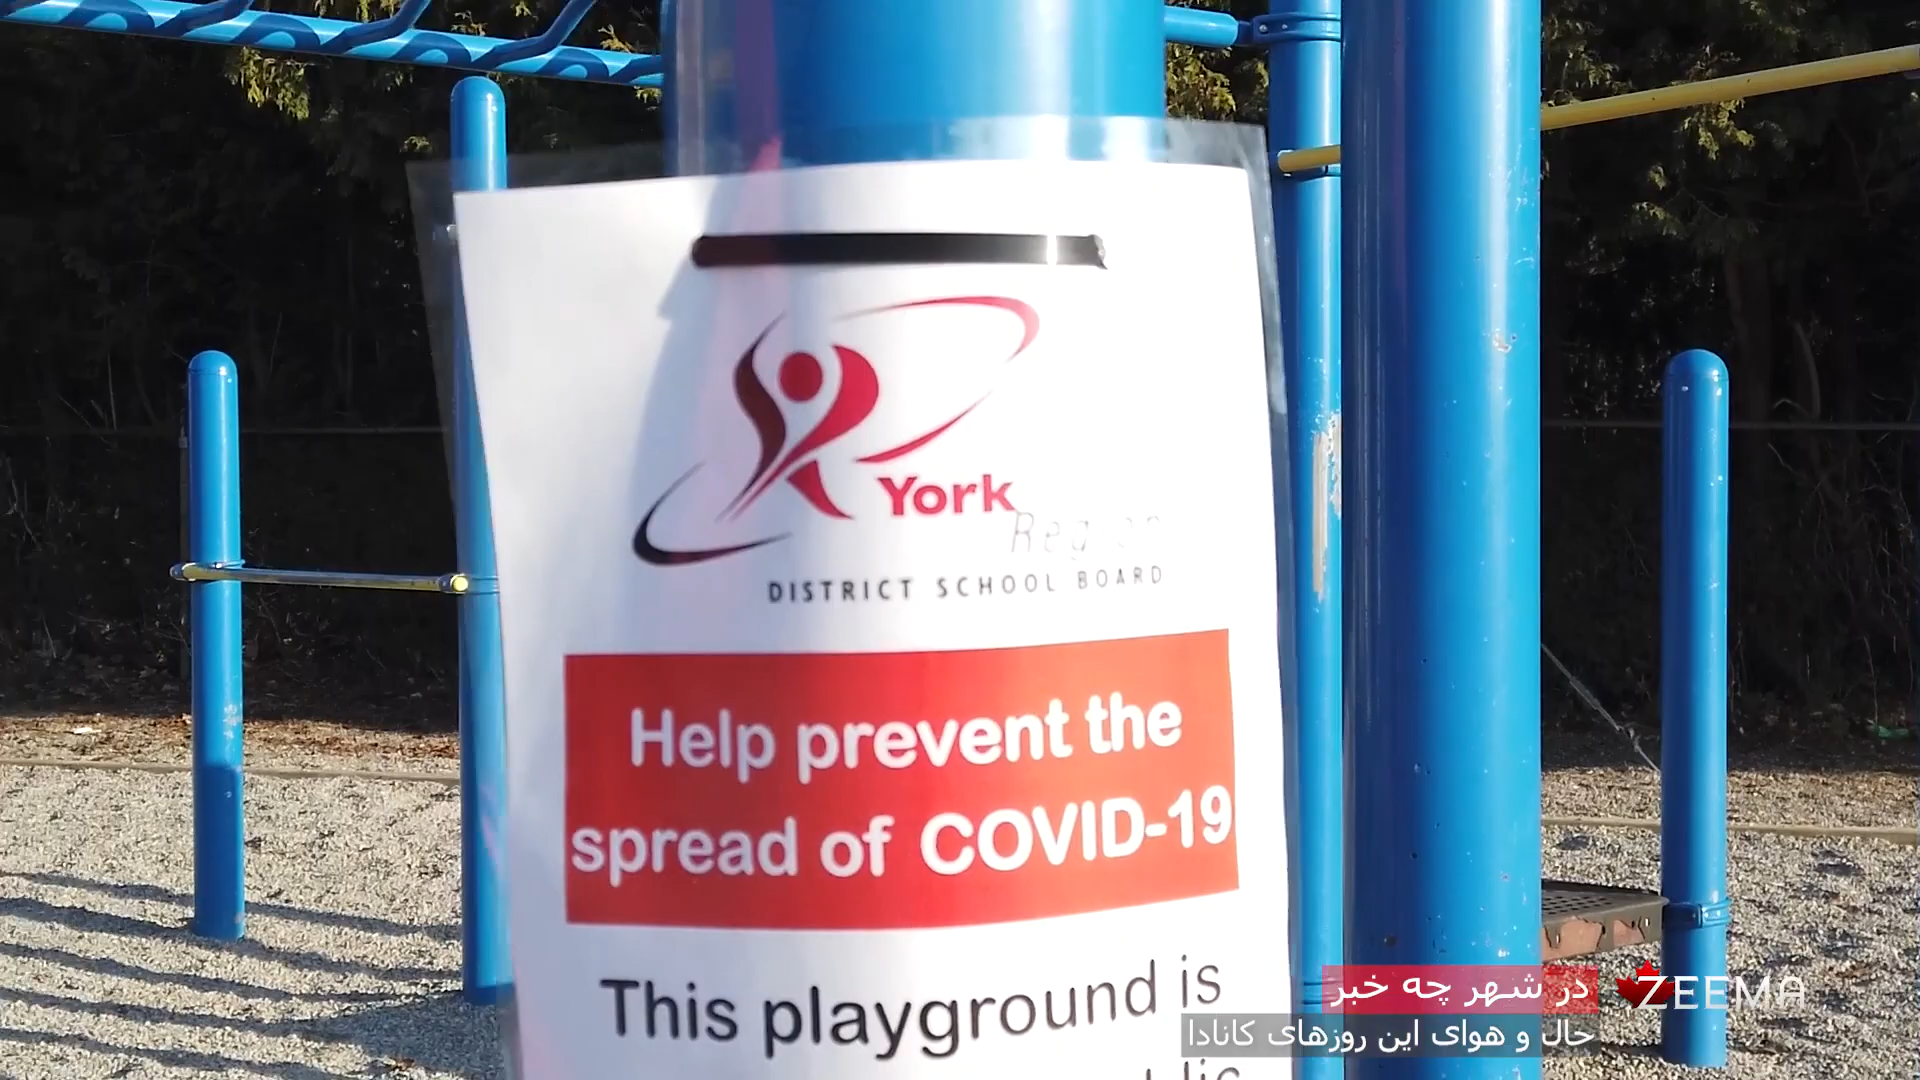 York
Region
DISTRICT SCHOOL BOARD
Help prevent the
spread of COVID-19
This playground is
در شهر چه خبر
ZEEMA
حال و هوای این روزهای کانادا